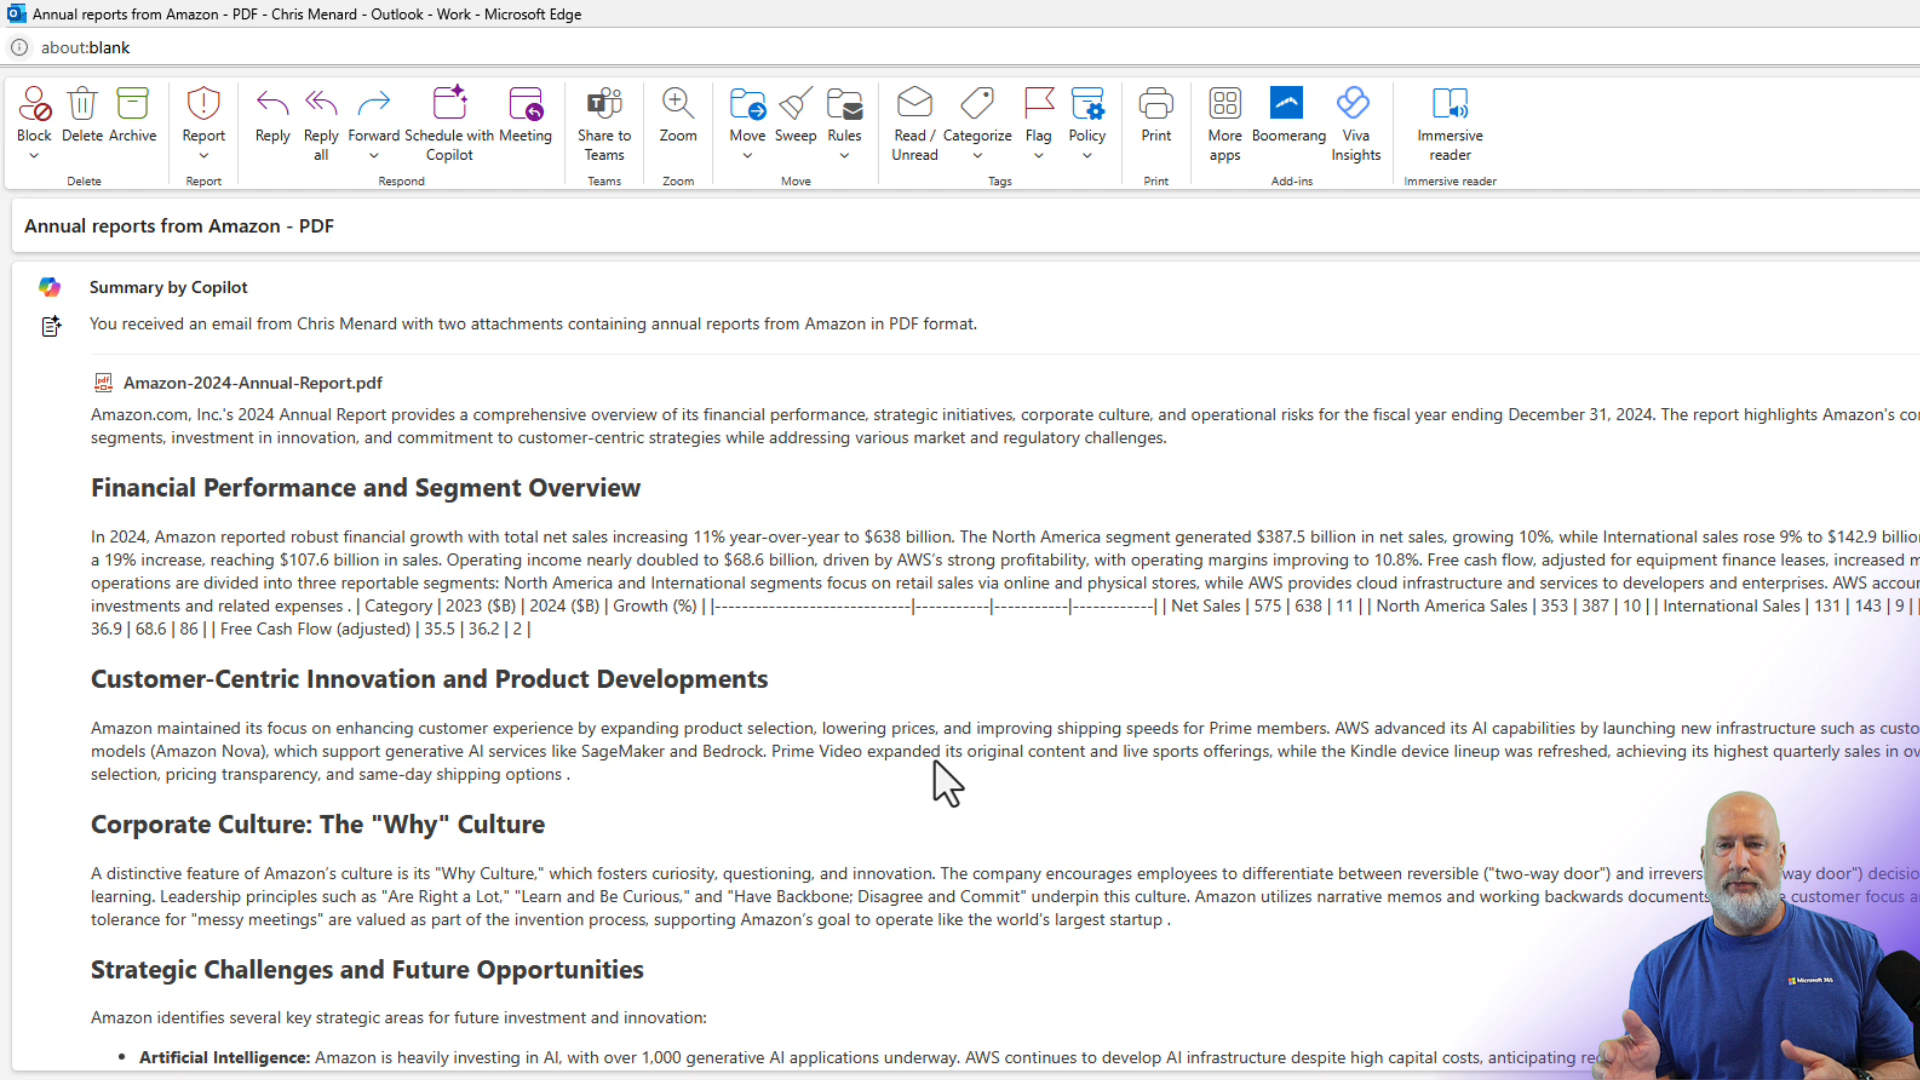 Annual reports from Amazon - PDF - Chris Menard - Outlook - Work - Microsoft Edge
about:blank
Block Delete Archive Report Reply Reply all Forward Schedule with Copilot Meeting Share to Teams Zoom Move Sweep Rules Read / Unread Categorize Flag Policy Print More apps Boomerang Viva Insights Immersive reader
Delete Report Respond Teams Zoom Move Tags Print Add-ins Immersive reader
Annual reports from Amazon - PDF
Summary by Copilot
You received an email from Chris Menard with two attachments containing annual reports from Amazon in PDF format.
Amazon-2024-Annual-Report.pdf
Amazon.com, Inc.'s 2024 Annual Report provides a comprehensive overview of its financial performance, strategic initiatives, corporate culture, and operational risks for the fiscal year ending December 31, 2024. The report highlights Amazon's
segments, investment in innovation, and commitment to customer-centric strategies while addressing various market and regulatory challenges.
Financial Performance and Segment Overview
In 2024, Amazon reported robust financial growth with total net sales increasing 11% year-over-year to $638 billion. The North America segment generated $387.5 billion in net sales, growing 10%, while International sales rose 9% to $142.9
a 19% increase, reaching $107.6 billion in sales. Operating income nearly doubled to $68.6 billion, driven by AWS's strong profitability, with operating margins improving to 10.8%. Free cash flow, adjusted for equipment finance leases, increased
operations are divided into three reportable segments: North America and International segments focus on retail sales via online and physical stores, while AWS provides cloud infrastructure and services to developers and enterprises. AWS
investments and related expenses . | Category | 2023 ($B) | 2024 ($B) | Growth (%) | |-----------------------------|-----------|-----------|------------| | Net Sales | 575 | 638 | 11 | | North America Sales | 353 | 387 | 10 | | International Sales | 131 | 143 | 9 | |
36.9 | 68.6 | 86 | | Free Cash Flow (adjusted) | 35.5 | 36.2 | 2 |
Customer-Centric Innovation and Product Developments
Amazon maintained its focus on enhancing customer experience by expanding product selection, lowering prices, and improving shipping speeds for Prime members. AWS advanced its AI capabilities by launching new infrastructure such as
models (Amazon Nova), which support generative AI services like SageMaker and Bedrock. Prime Video expanded its original content and live sports offerings, while the Kindle device lineup was refreshed, achieving its highest quarterly sales in
selection, pricing transparency, and same-day shipping options .
Corporate Culture: The "Why" Culture
A distinctive feature of Amazon's culture is its "Why Culture," which fosters curiosity, questioning, and innovation. The company encourages employees to differentiate between reversible ("two-way door") and way door")
learning. Leadership principles such as "Are Right a Lot," "Learn and Be Curious," and "Have Backbone; Disagree and Commit" underpin this culture. Amazon utilizes narrative memos and working backwards documents customer focus
tolerance for "messy meetings" are valued as part of the invention process, supporting Amazon's goal to operate like the world's largest startup .
Strategic Challenges and Future Opportunities
Amazon identifies several key strategic areas for future investment and innovation:
• Artificial Intelligence: Amazon is heavily investing in AI, with over 1,000 generative AI applications underway. AWS continues to develop AI infrastructure despite high capital costs, anticipating
Microsoft 365